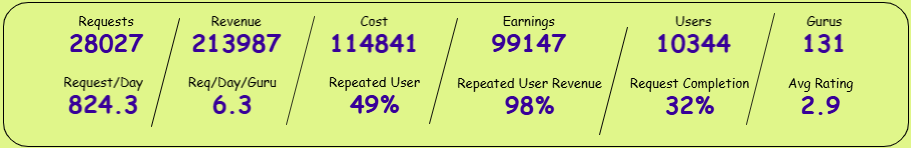 Requests Revenue Cost Earnings Users Gurus
28027 213987 114841 99147 10344 131
Request/Day Req/Day/Guru Repeated User Repeated User Revenue Request Completion Avg Rating
824.3 6.3 49% 98% 32% 2.9